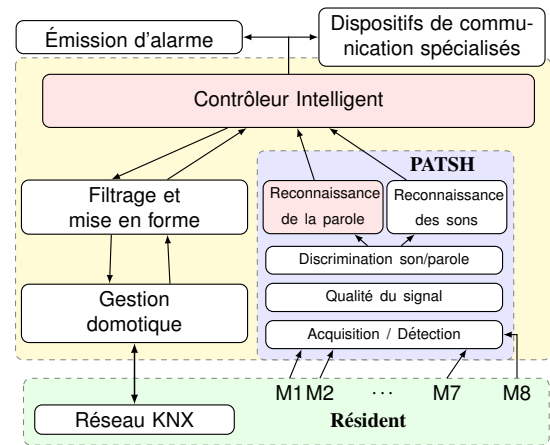 Émission d'alarme
Dispositifs de commu-
nication spécialisés
Contrôleur Intelligent
PATSH
Filtrage et
mise en forme
Reconnaissance
de la parole
Reconnaissance
des sons
Discrimination son/parole
Qualité du signal
Gestion
domotique
Acquisition / Détection
M1 M2 ... M7 M8
Réseau KNX
Résident